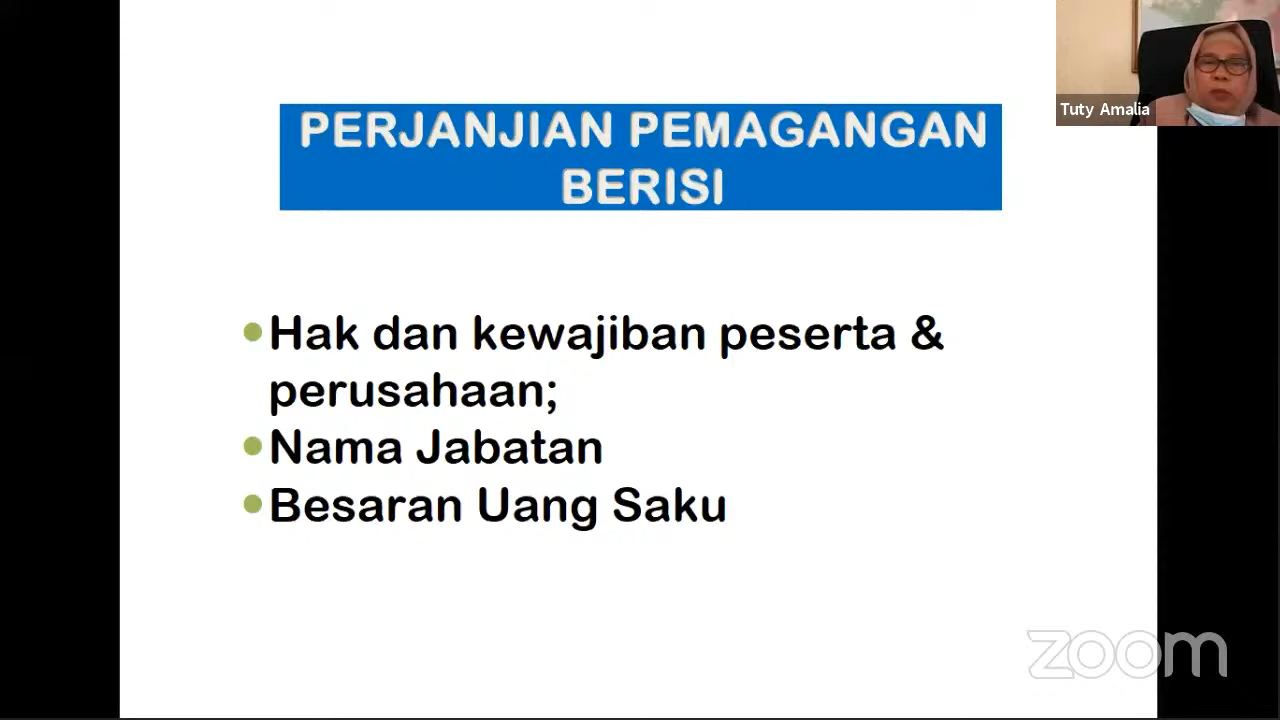 Tuty Amalia
PERJANJIAN PEMAGANGAN
BERISI
Hak dan kewajiban peserta &
perusahaan;
Nama Jabatan
Besaran Uang Saku
zoom